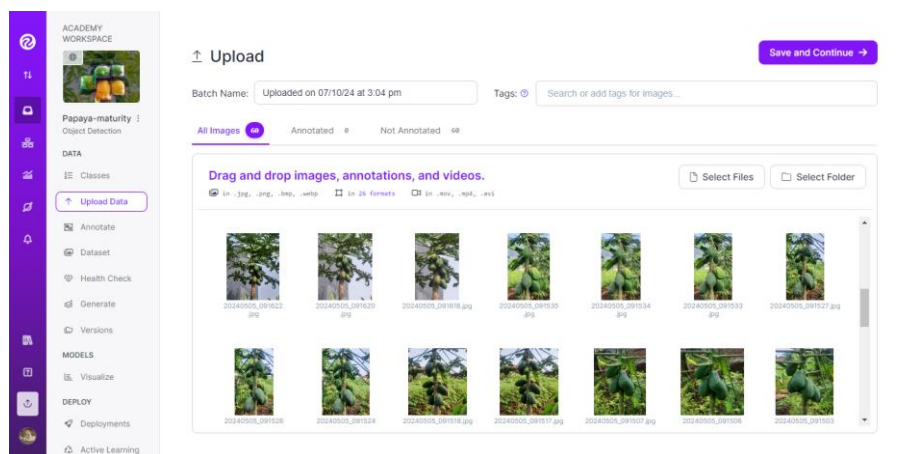 ACADEMY
WORKSPACE
Papaya-maturity
Object Detection
DATA
Classes
Upload Data
Annotate
Dataset
Health Check
Generate
Versions
MODELS
Visualize
DEPLOY
Deployments
Active Learning
Upload
Save and Continue →
Batch Name: Uploaded on 07/10/24 at 3:04 pm
Tags: Search or add tags for images...
All Images 60 Annotated 0 Not Annotated 60
Drag and drop images, annotations, and videos.
in .jpg, .png, .bmp, .webp in 26 formats in .mov, .mp4, .avi
Select Files Select Folder
20240505_091622.jpg 20240505_091620.jpg 20240505_091618.jpg 20240505_091535.jpg 20240505_091534.jpg 20240505_091533.jpg 20240505_091527.jpg
20240505_091526 20240505_091524 20240505_091518.jpg 20240505_091517.jpg 20240505_091507.jpg 20240505_091506 20240505_091503